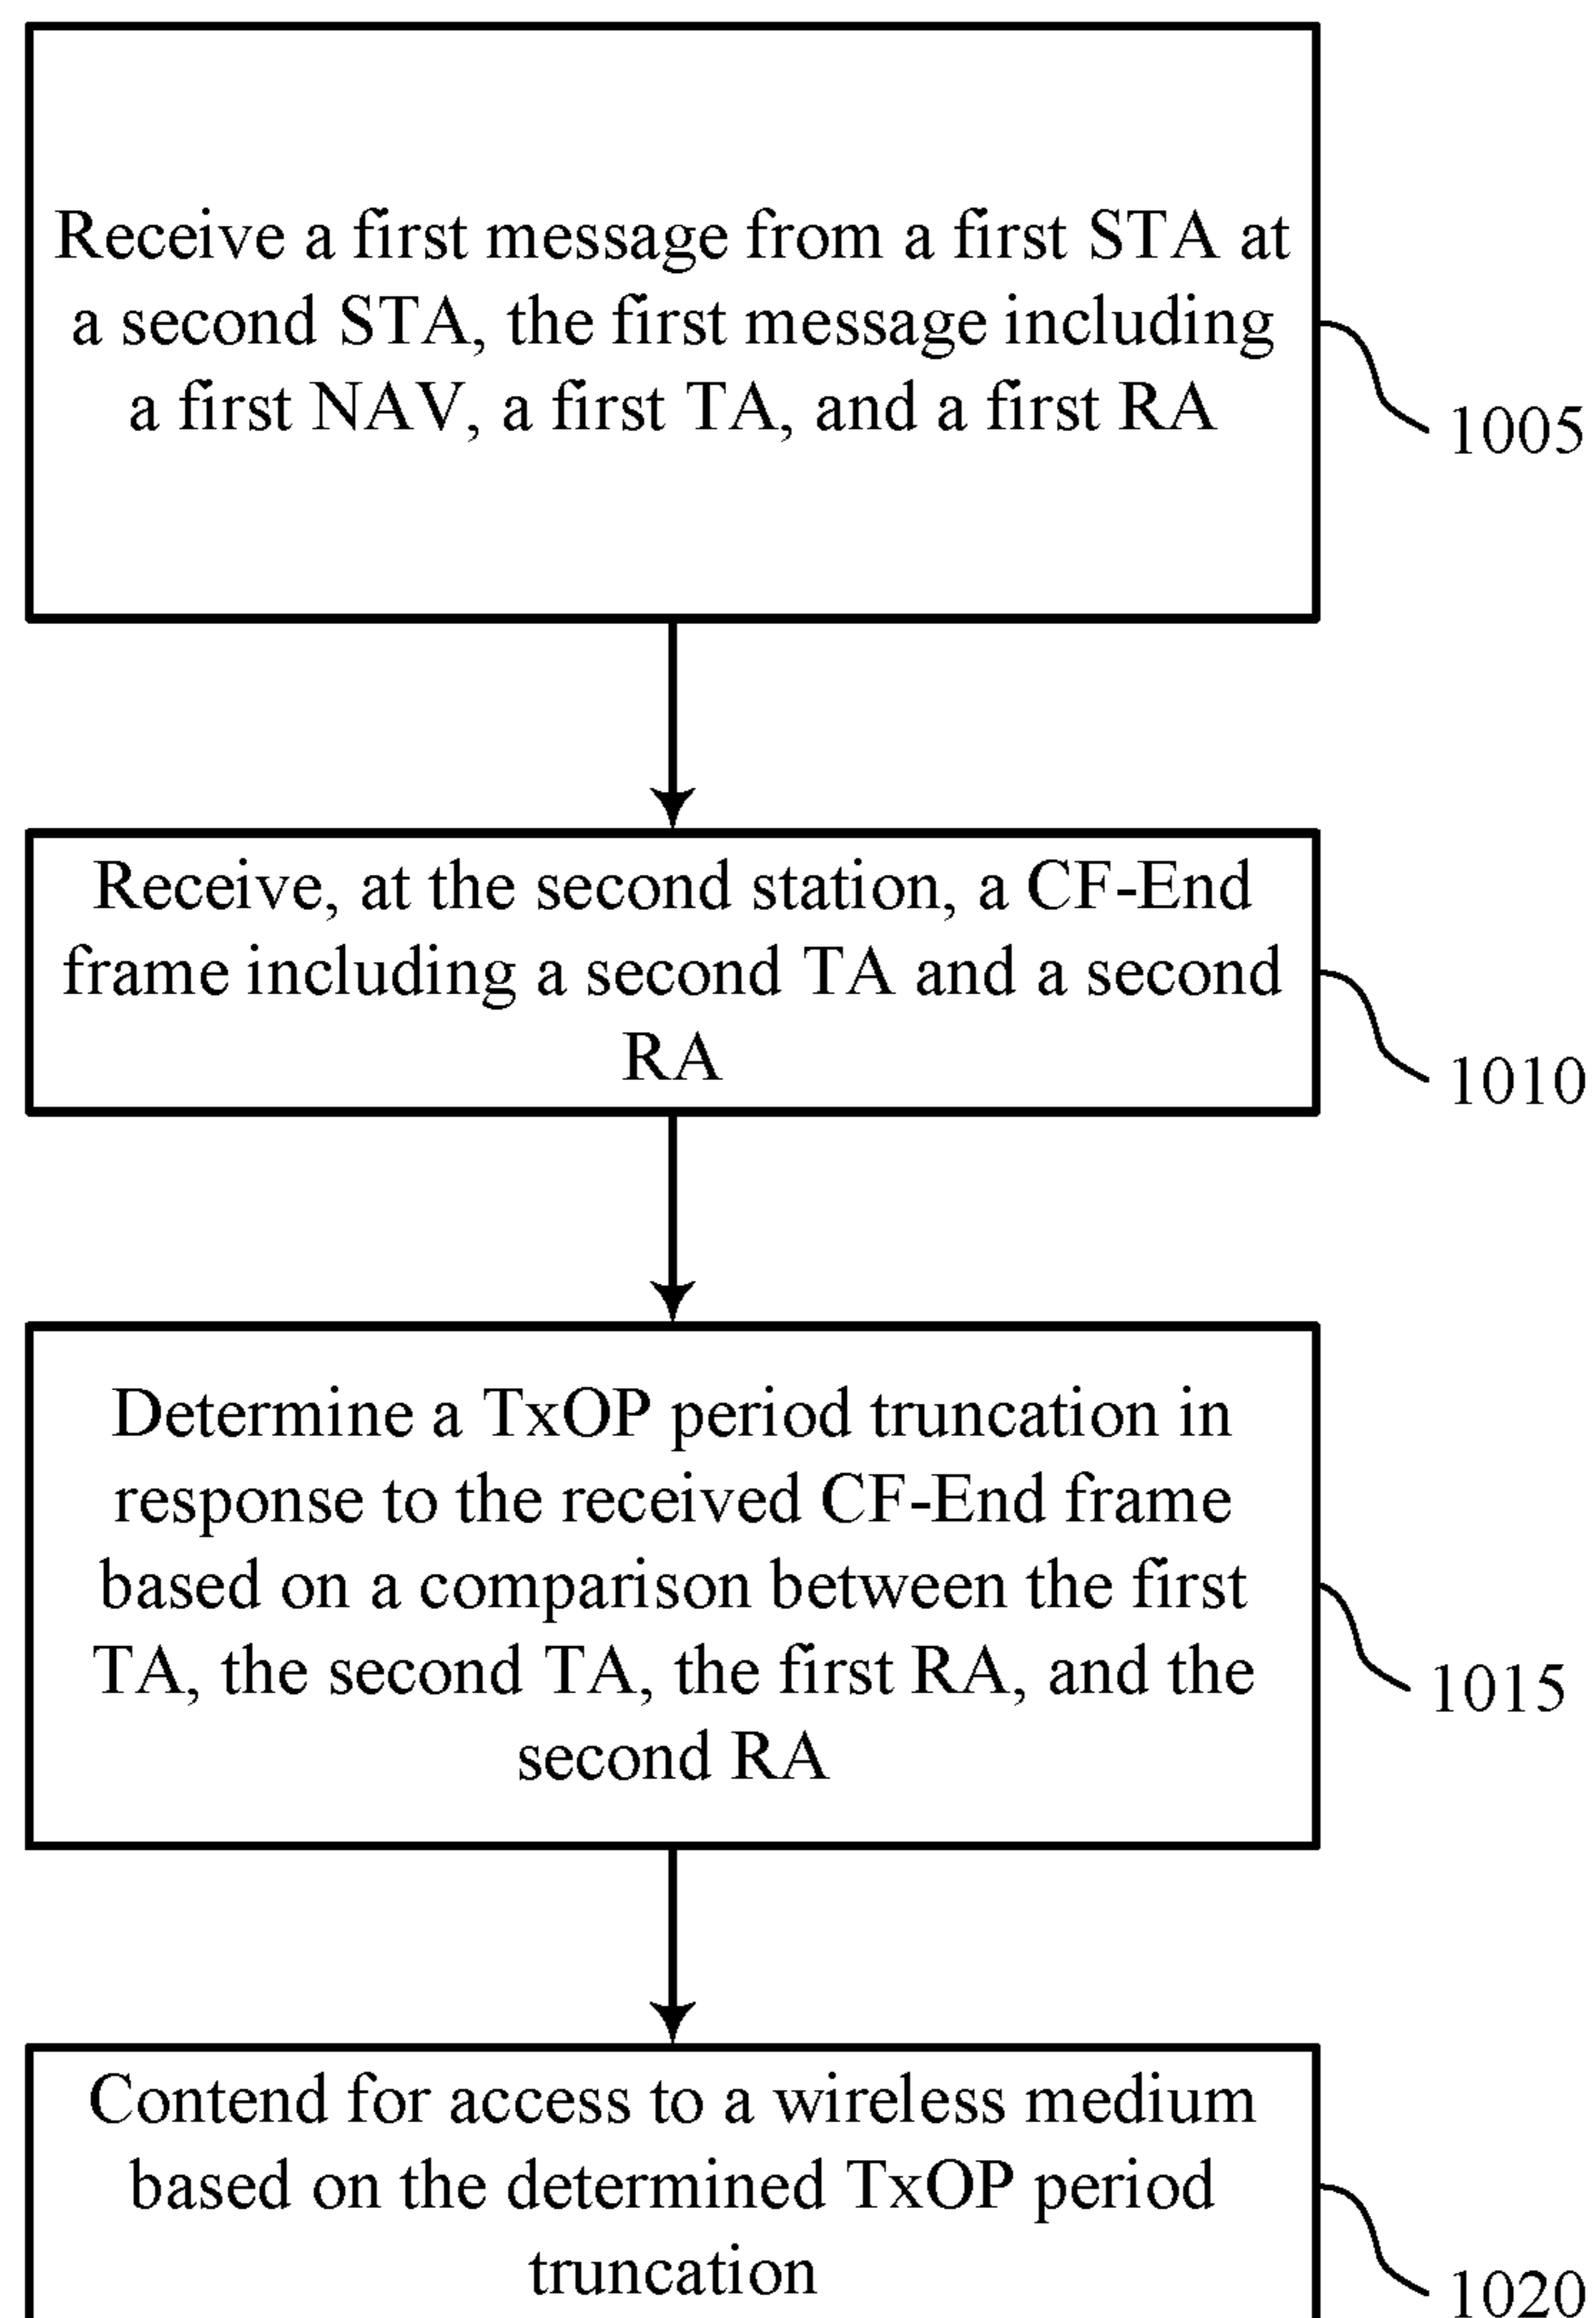 Receive a first message from a first STA at
a second STA, the first message including
a first NAV, a first TA, and a first RA
1005
Receive, at the second station, a CF-End
frame including a second TA and a second
RA
1010
Determine a TxOP period truncation in
response to the received CF-End frame
based on a comparison between the first
TA, the second TA, the first RA, and the
second RA
1015
Contend for access to a wireless medium
based on the determined TxOP period
truncation
1020